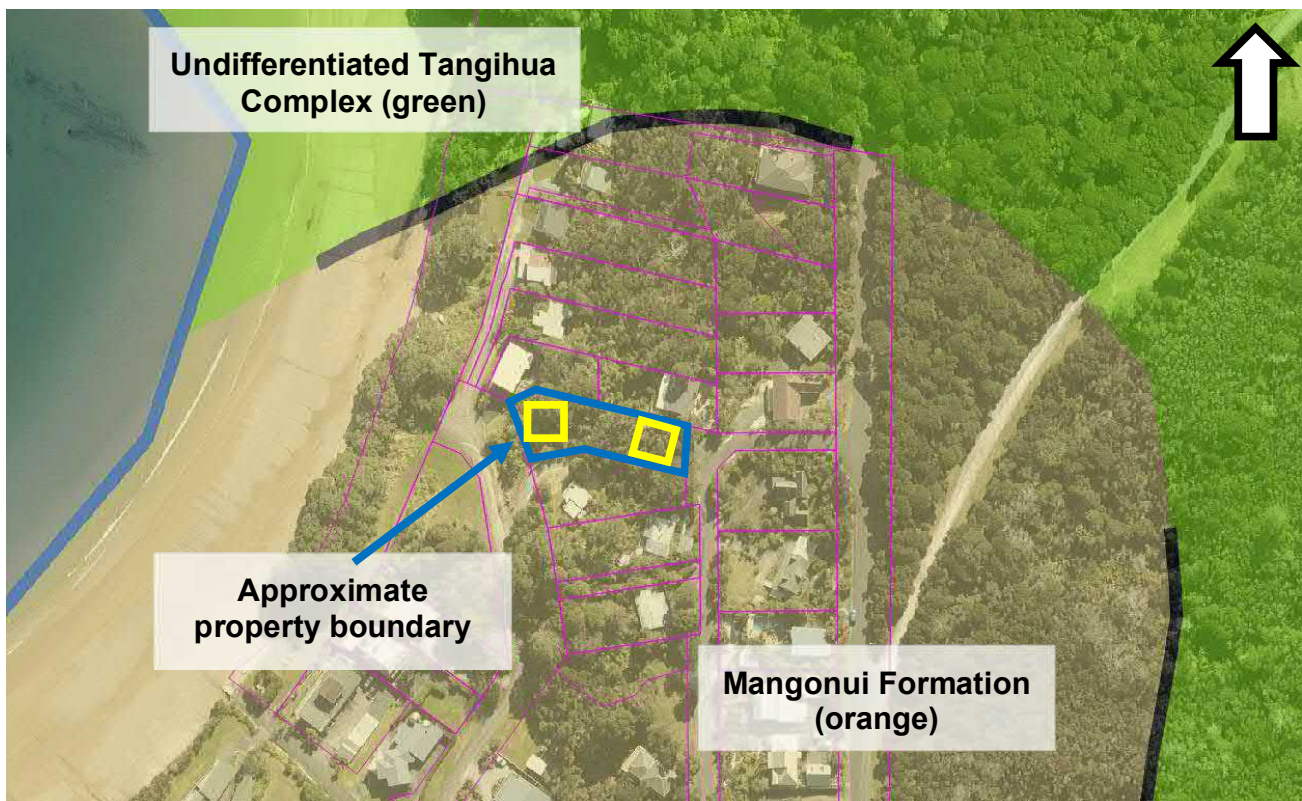 Undifferentiated Tangihua
Complex (green)
Approximate
property boundary
Mangonui Formation
(orange)